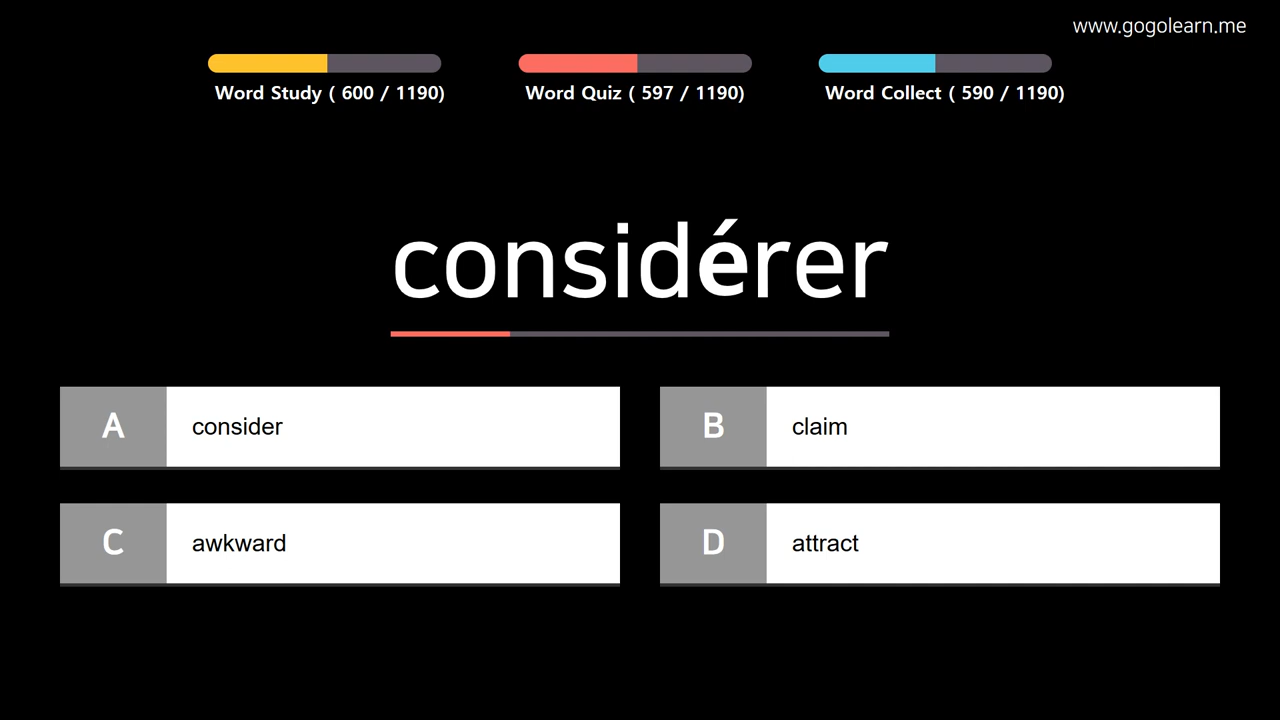 www.gogolearn.me
Word Study ( 600 / 1190)
Word Quiz ( 597 / 1190)
Word Collect ( 590 / 1190)
considérer
A consider
B claim
C awkward
D attract